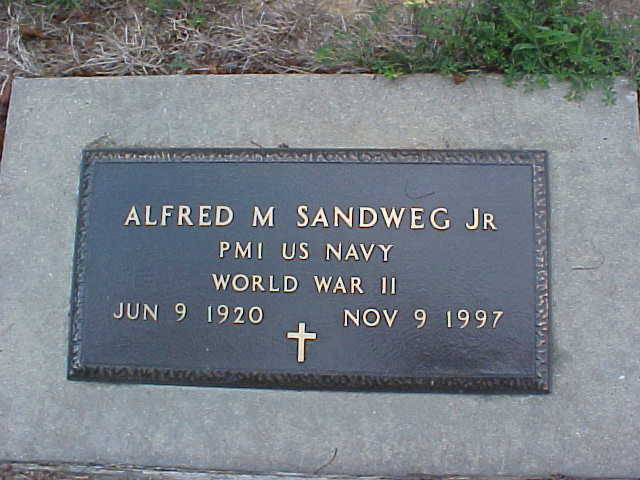 ALFRED M SANDWEG JR
PM1 US NAVY
WORLD WAR II
JUN 9 1920 NOV 9 1997